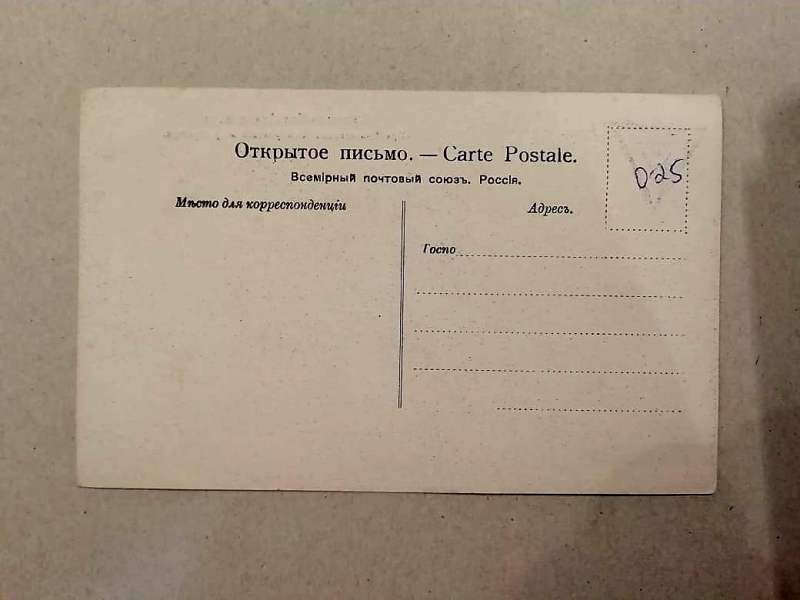 Открытое письмо. — Carte Postale.
Всемірный почтовый союзъ. Россія.
Мѣсто для корреспонденціи
Адресъ.
Госпо
0-25